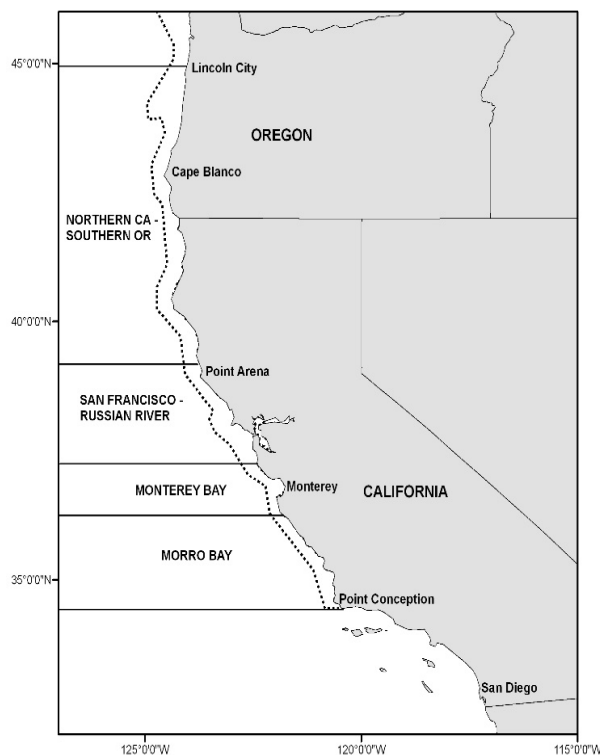 45°0'0"N
Lincoln City
OREGON
Cape Blanco
NORTHERN CA -
SOUTHERN OR
40°0'0"N
Point Arena
SAN FRANCISCO -
RUSSIAN RIVER
MONTEREY BAY
Monterey
CALIFORNIA
MORRO BAY
35°0'0"N
Point Conception
San Diego
125°0'0"W
120°0'0"W
115°0'0"W